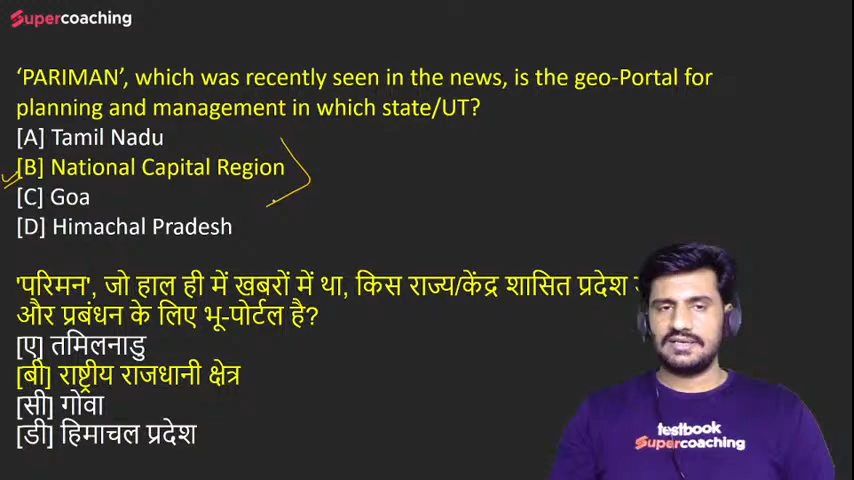 Supercoaching
'PARIMAN', which was recently seen in the news, is the geo-Portal for
planning and management in which state/UT?
[A] Tamil Nadu
[B] National Capital Region
[C] Goa
[D] Himachal Pradesh
'परिमन', जो हाल ही में खबरों में था, किस राज्य/केंद्र शासित प्रदेश
और प्रबंधन के लिए भू-पोर्टल है?
[ए] तमिलनाडु
[बी] राष्ट्रीय राजधानी क्षेत्र
[सी] गोवा
[डी] हिमाचल प्रदेश
testbook
Supercoaching